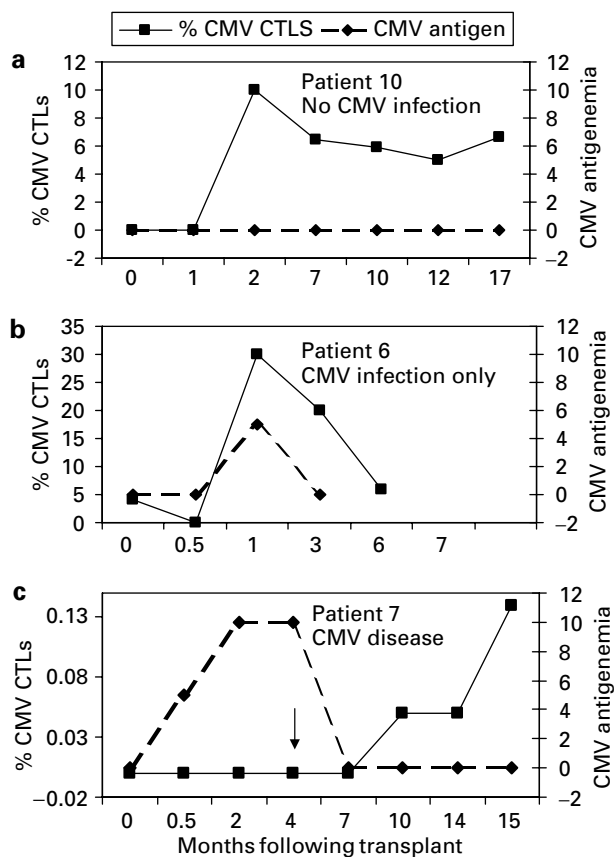 % CMV CTLS CMV antigen
a
Patient 10
No CMV infection
% CMV CTLs
12
10
8
6
4
2
0
−2
12
10
8
6
4
2
0
−2
CMV antigenemia
0 1 2 7 10 12 17
b
Patient 6
CMV infection only
% CMV CTLs
35
30
25
20
15
10
5
0
12
10
8
6
4
2
0
−2
CMV antigenemia
0 0.5 1 3 6 7
c
Patient 7
CMV disease
% CMV CTLs
0.13
0.08
0.03
−0.02
12
10
8
6
4
2
0
−2
CMV antigenemia
0 0.5 2 4 7 10 14 15
Months following transplant